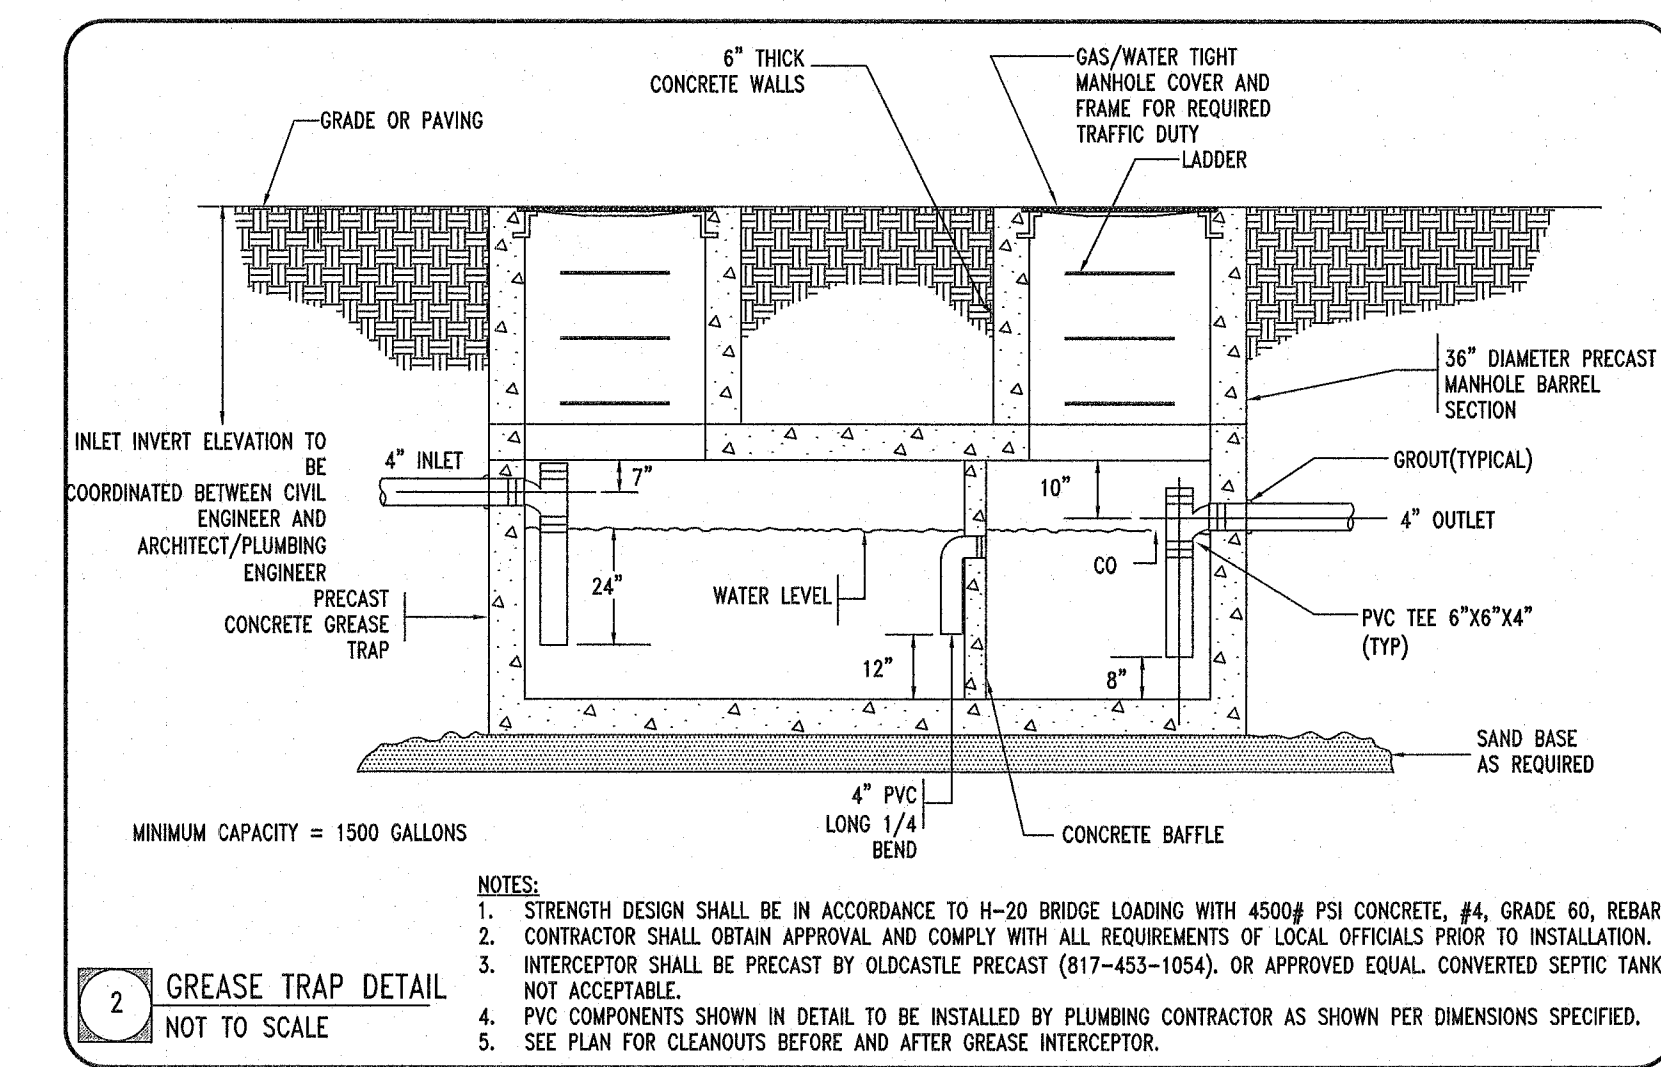 6" THICK
CONCRETE WALLS
GAS/WATER TIGHT
MANHOLE COVER AND
FRAME FOR REQUIRED
TRAFFIC DUTY
LADDER
GRADE OR PAVING
36" DIAMETER PRECAST
MANHOLE BARREL
SECTION
INLET INVERT ELEVATION TO
BE
COORDINATED BETWEEN CIVIL
ENGINEER AND
ARCHITECT/PLUMBING
ENGINEER
4" INLET
7"
10"
GROUT(TYPICAL)
4" OUTLET
CO
24"
WATER LEVEL
PRECAST
CONCRETE GREASE
TRAP
PVC TEE 6"X6"X4"
(TYP)
12"
8"
SAND BASE
AS REQUIRED
4" PVC
LONG 1/4
BEND
CONCRETE BAFFLE
MINIMUM CAPACITY = 1500 GALLONS
NOTES:
1. STRENGTH DESIGN SHALL BE IN ACCORDANCE TO H-20 BRIDGE LOADING WITH 4500# PSI CONCRETE, #4, GRADE 60, REBAR
2. CONTRACTOR SHALL OBTAIN APPROVAL AND COMPLY WITH ALL REQUIREMENTS OF LOCAL OFFICIALS PRIOR TO INSTALLATION.
3. INTERCEPTOR SHALL BE PRECAST BY OLDCASTLE PRECAST (817-453-1054). OR APPROVED EQUAL. CONVERTED SEPTIC TANK
NOT ACCEPTABLE.
4. PVC COMPONENTS SHOWN IN DETAIL TO BE INSTALLED BY PLUMBING CONTRACTOR AS SHOWN PER DIMENSIONS SPECIFIED.
5. SEE PLAN FOR CLEANOUTS BEFORE AND AFTER GREASE INTERCEPTOR.
2 GREASE TRAP DETAIL
NOT TO SCALE